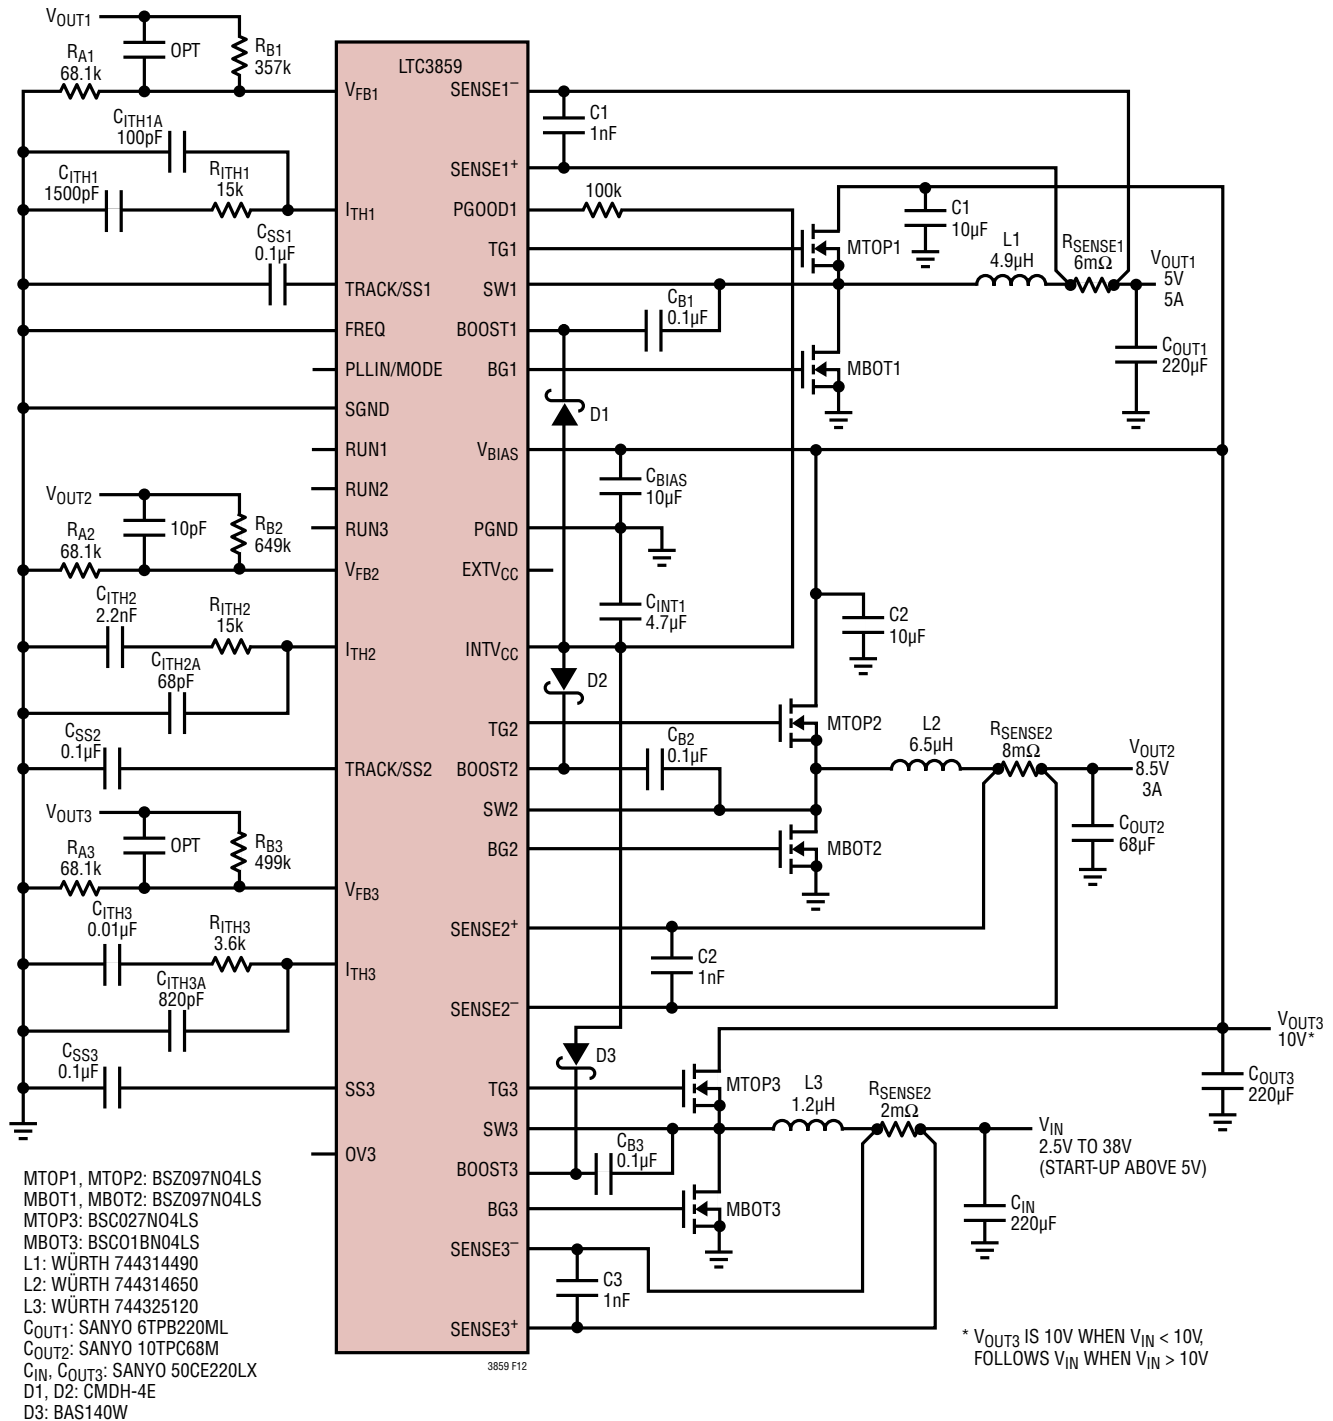 VOUT1
RA1
68.1k
OPT
RB1
357k
CITH1A
100pF
CITH1
1500pF
RITH1
15k
CSS1
0.1µF
VOUT2
RA2
68.1k
10pF
RB2
649k
CITH2
2.2nF
RITH2
15k
CITH2A
68pF
CSS2
0.1µF
VOUT3
RA3
68.1k
OPT
RB3
499k
CITH3
0.01µF
RITH3
3.6k
CITH3A
820pF
CSS3
0.1µF
LTC3859
VFB1
ITH1
TRACK/SS1
FREQ
PLLIN/MODE
SGND
RUN1
RUN2
RUN3
VFB2
ITH2
TRACK/SS2
VFB3
ITH3
SS3
OV3
SENSE1–
SENSE1+
PGOOD1
TG1
SW1
BOOST1
BG1
VBIAS
PGND
EXTVCC
INTVCC
TG2
BOOST2
SW2
BG2
SENSE2+
SENSE2–
TG3
SW3
BOOST3
BG3
SENSE3–
SENSE3+
C1
1nF
100k
MTOP1
C1
10µF
L1
4.9µH
RSENSE1
6mΩ
VOUT1
5V
5A
CB1
0.1µF
MBOT1
COUT1
220µF
D1
CBIAS
10µF
CINT1
4.7µF
C2
10µF
D2
MTOP2
L2
6.5µH
RSENSE2
8mΩ
VOUT2
8.5V
3A
CB2
0.1µF
MBOT2
COUT2
68µF
C2
1nF
VOUT3
10V*
COUT3
220µF
D3
MTOP3
L3
1.2µH
RSENSE2
2mΩ
VIN
2.5V TO 38V
(START-UP ABOVE 5V)
CB3
0.1µF
MBOT3
CIN
220µF
C3
1nF
MTOP1, MTOP2: BSZ097NO4LS
MBOT1, MBOT2: BSZ097NO4LS
MTOP3: BSC027NO4LS
MBOT3: BSCO1BN04LS
L1: WÜRTH 744314490
L2: WÜRTH 744314650
L3: WÜRTH 744325120
COUT1: SANYO 6TPB220ML
COUT2: SANYO 10TPC68M
CIN, COUT3: SANYO 50CE220LX
D1, D2: CMDH-4E
D3: BAS140W
3859 F12
* VOUT3 IS 10V WHEN VIN < 10V,
FOLLOWS VIN WHEN VIN > 10V